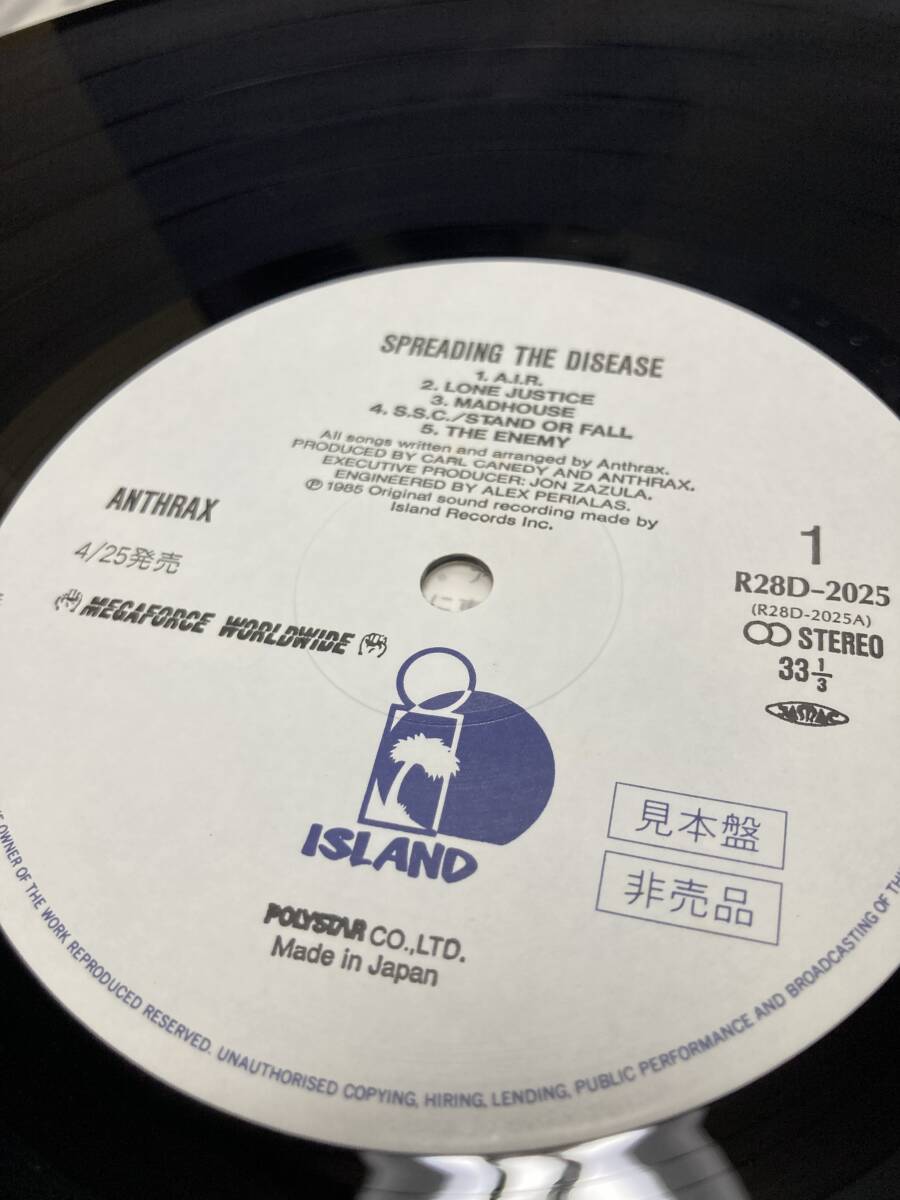 SPREADING THE DISEASE
1. A.I.R.
2. LONE JUSTICE
3. MADHOUSE
4. S.S.C./STAND OR FALL
5. THE ENEMY
All songs written and arranged by Anthrax.
PRODUCED BY CARL CANEDY AND ANTHRAX.
EXECUTIVE PRODUCER: JON ZAZULA.
ENGINEERED BY ALEX PERIALAS.
℗ 1985 Original sound recording made by
Island Records Inc.
ANTHRAX
4/25発売
MEGAFORCE WORLDWIDE
1
R28D-2025
(R28D-2025A)
STEREO
33 1/3
JASRAC
ISLAND
見本盤
非売品
POLYSTAR CO.,LTD.
Made in Japan
OWNER OF THE WORK REPRODUCED RESERVED. UNAUTHORISED COPYING, HIRING, LENDING, PUBLIC PERFORMANCE AND BROADCASTING OF